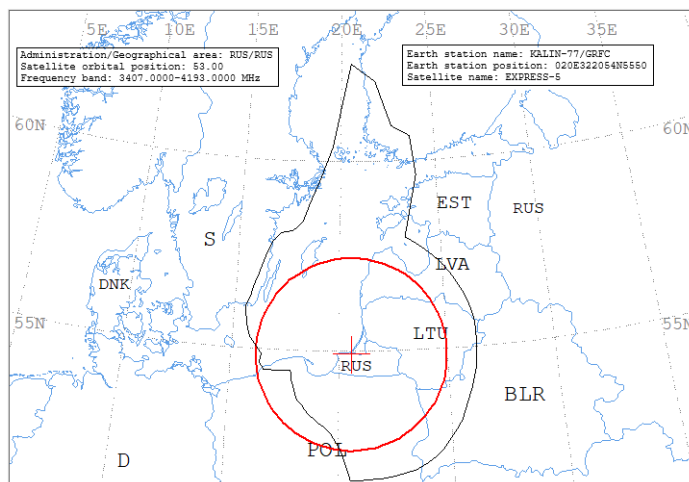 5E 10E 15E 20E 25E 30E 35E
Administration/Geographical area: RUS/RUS
Satellite orbital position: 53.00
Frequency band: 3407.0000-4193.0000 MHz
Earth station name: KALIN-77/GRFC
Earth station position: 020E322054N5550
Satellite name: EXPRESS-5
60N 60N
EST RUS
S
LVA
DNK
55N LTU 55N
RUS
BLR
POL
D